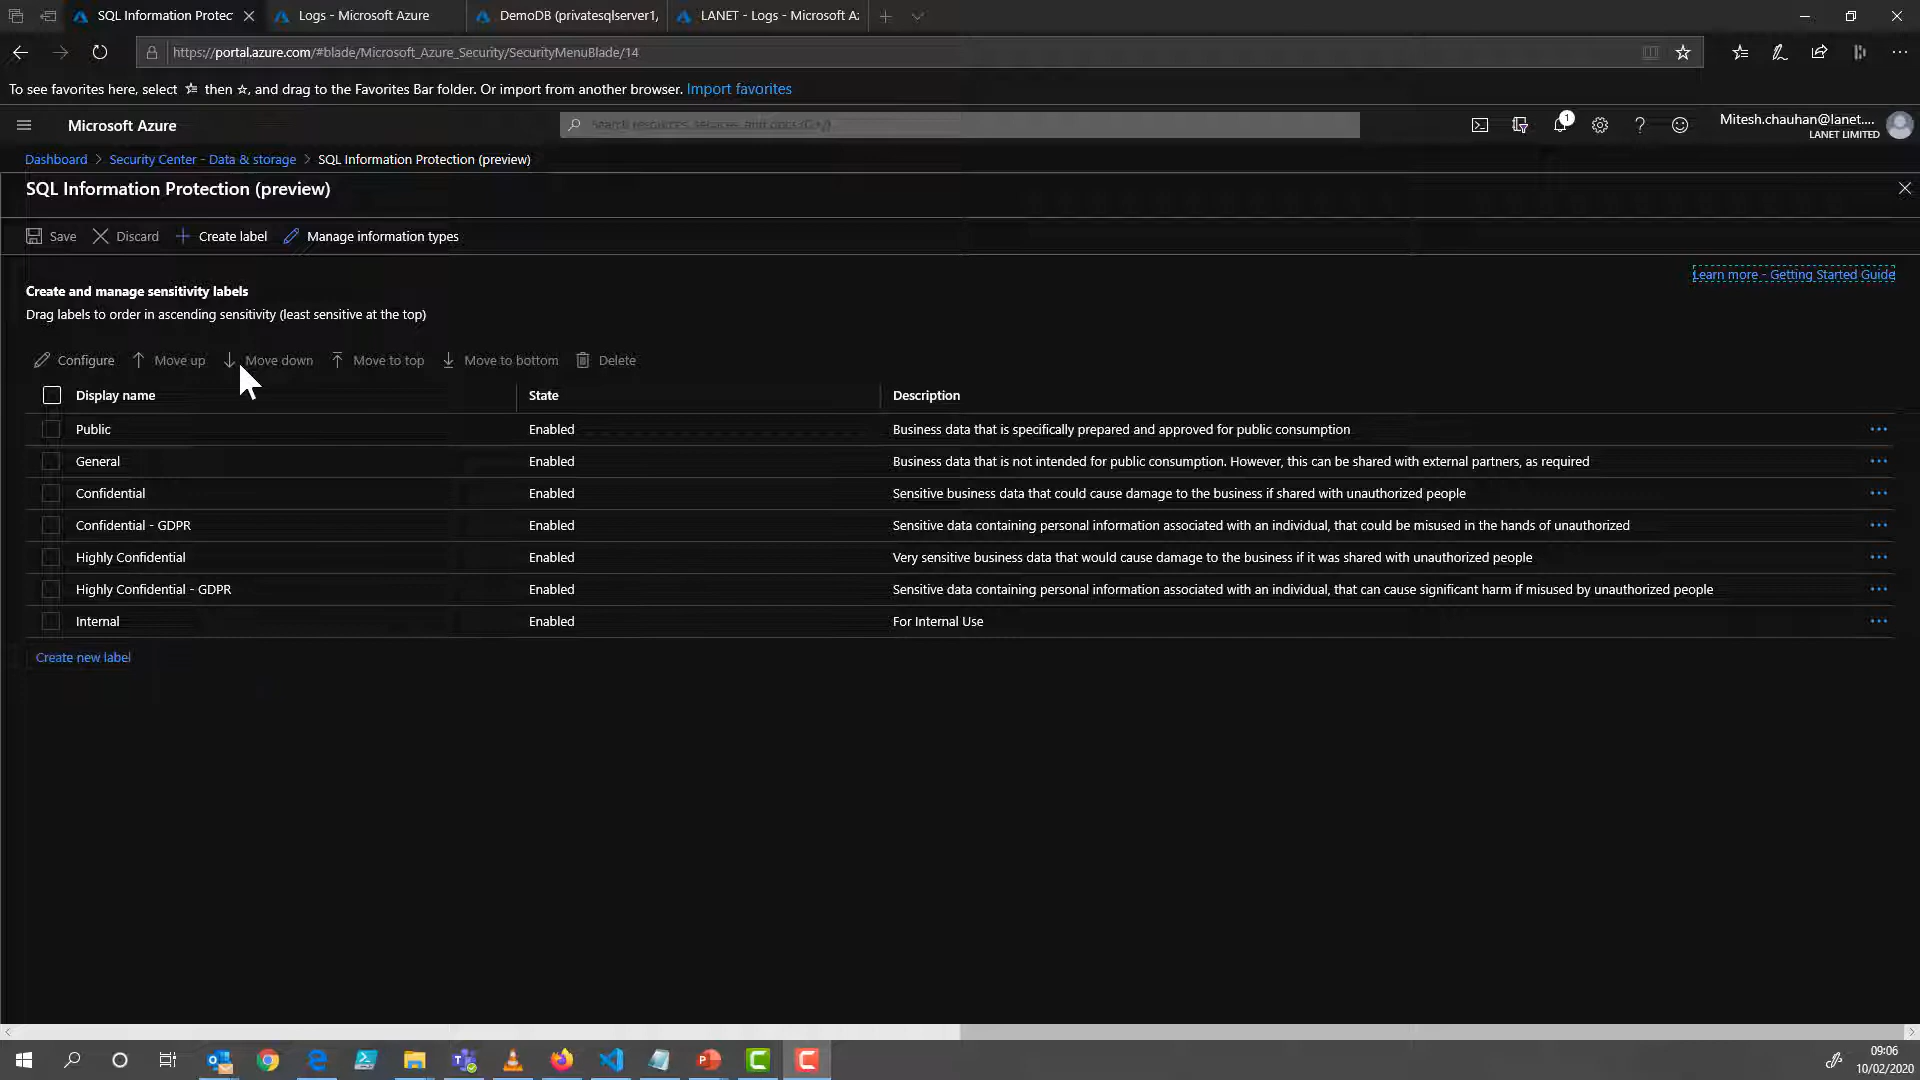 SQL Information Protec
Logs - Microsoft Azure
DemoDB (privatesqlserver1,
LANET - Logs - Microsoft A
https://portal.azure.com/#blade/Microsoft_Azure_Security/SecurityMenuBlade/14
To see favorites here, select then ☆, and drag to the Favorites Bar folder. Or import from another browser. Import favorites
Microsoft Azure
Search resources, services, and docs (G+/)
1
Mitesh.chauhan@lanet....
LANET LIMITED
Dashboard > Security Center - Data & storage > SQL Information Protection (preview)
SQL Information Protection (preview)
Save Discard Create label Manage information types
Learn more - Getting Started Guide
Create and manage sensitivity labels
Drag labels to order in ascending sensitivity (least sensitive at the top)
Configure Move up Move down Move to top Move to bottom Delete
Display name State Description
Public Enabled Business data that is specifically prepared and approved for public consumption
General Enabled Business data that is not intended for public consumption. However, this can be shared with external partners, as required
Confidential Enabled Sensitive business data that could cause damage to the business if shared with unauthorized people
Confidential - GDPR Enabled Sensitive data containing personal information associated with an individual, that could be misused in the hands of unauthorized
Highly Confidential Enabled Very sensitive business data that would cause damage to the business if it was shared with unauthorized people
Highly Confidential - GDPR Enabled Sensitive data containing personal information associated with an individual, that can cause significant harm if misused by unauthorized people
Internal Enabled For Internal Use
Create new label
09:06
10/02/2020